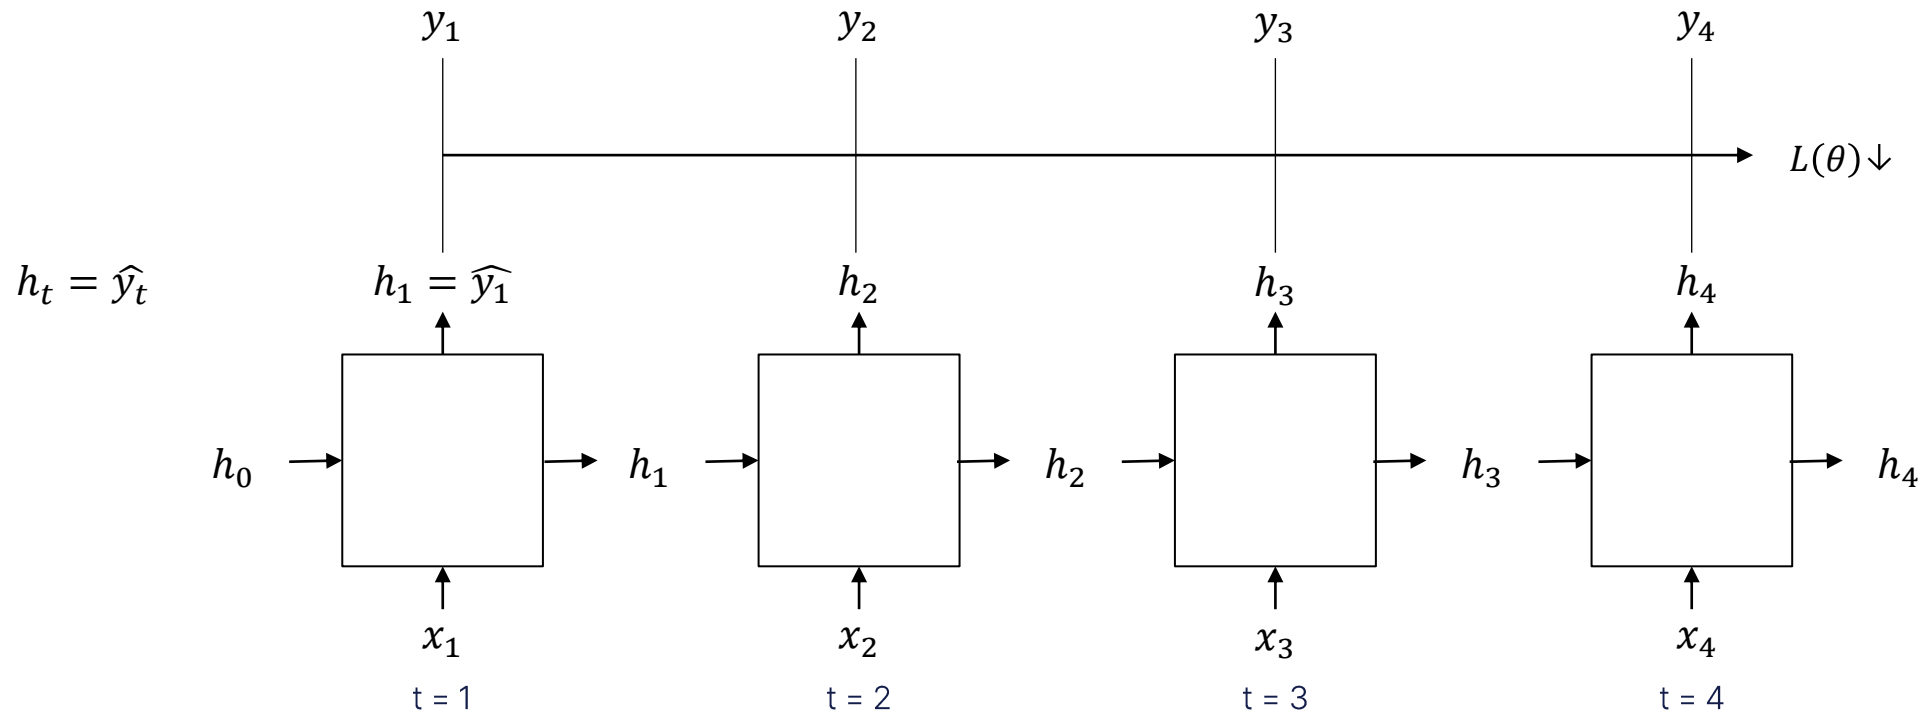 y₁ y₂ y₃ y₄
L(θ)↓
hₜ = ŷₜ h₁ = ŷ₁ h₂ h₃ h₄
h₀ h₁ h₂ h₃ h₄
x₁ x₂ x₃ x₄
t = 1 t = 2 t = 3 t = 4